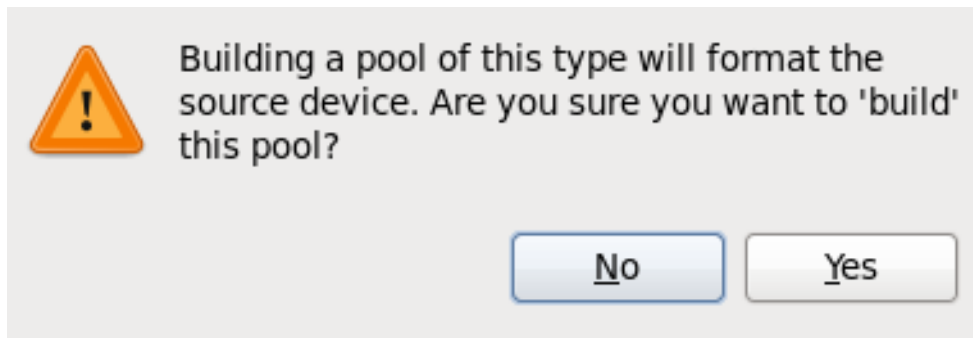 Building a pool of this type will format the
source device. Are you sure you want to 'build'
this pool?
No Yes